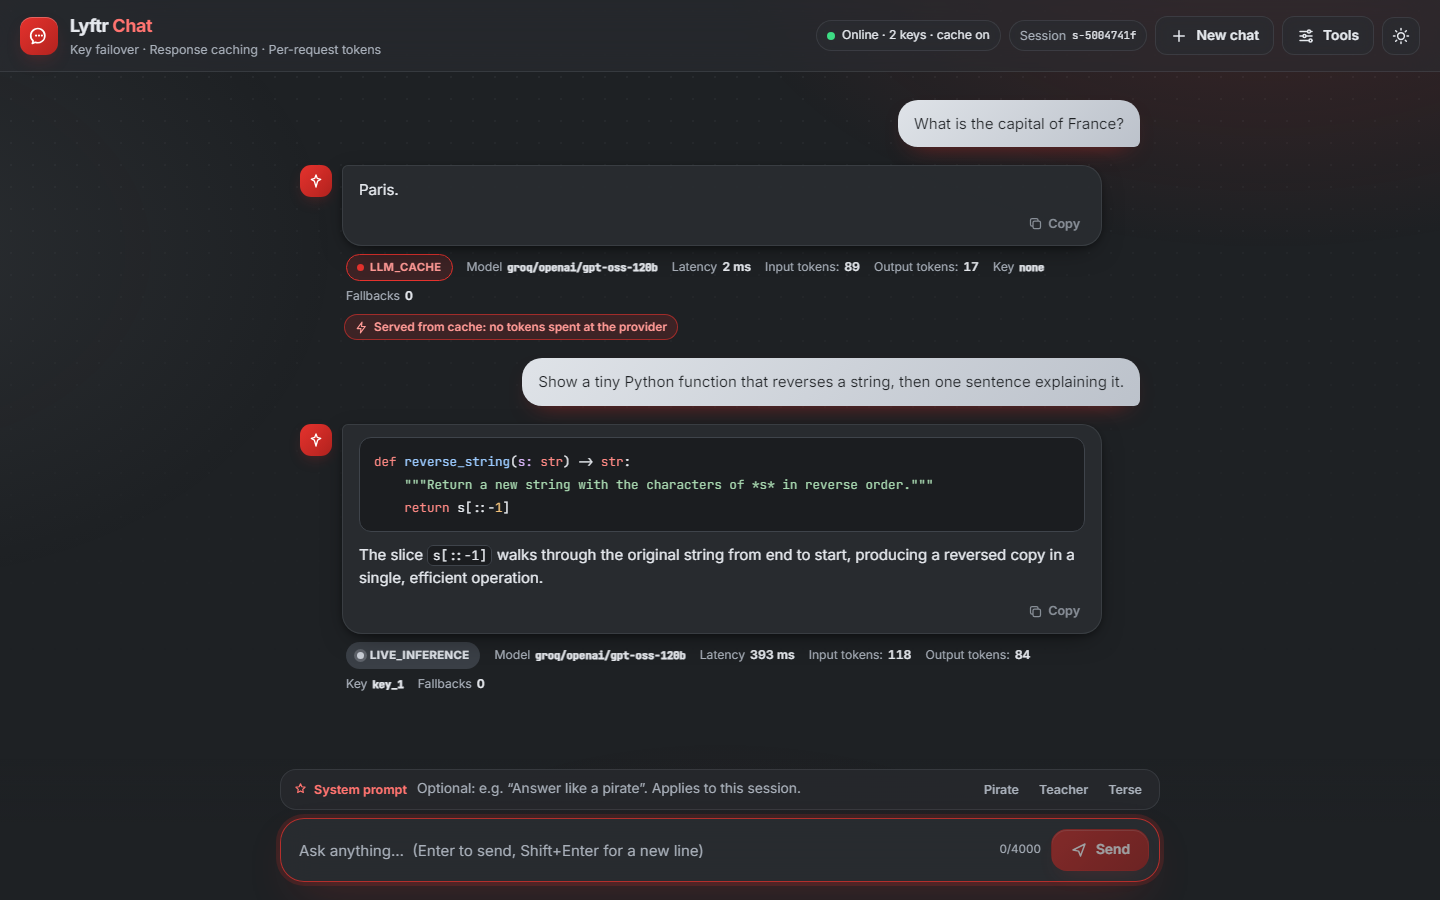 Lyftr Chat
Key failover · Response caching · Per-request tokens
Online · 2 keys · cache on
Session s-5004741f
New chat
Tools
What is the capital of France?
Paris.
Copy
LLM_CACHE Model groq/openai/gpt-oss-120b Latency 2 ms Input tokens: 89 Output tokens: 17 Key none
Fallbacks 0
Served from cache: no tokens spent at the provider
Show a tiny Python function that reverses a string, then one sentence explaining it.
def reverse_string(s: str) -> str:
"""Return a new string with the characters of *s* in reverse order."""
return s[::-1]
The slice s[::-1] walks through the original string from end to start, producing a reversed copy in a
single, efficient operation.
Copy
LIVE_INFERENCE Model groq/openai/gpt-oss-120b Latency 393 ms Input tokens: 118 Output tokens: 84
Key key_1 Fallbacks 0
System prompt Optional: e.g. “Answer like a pirate”. Applies to this session. Pirate Teacher Terse
Ask anything... (Enter to send, Shift+Enter for a new line) 0/4000 Send